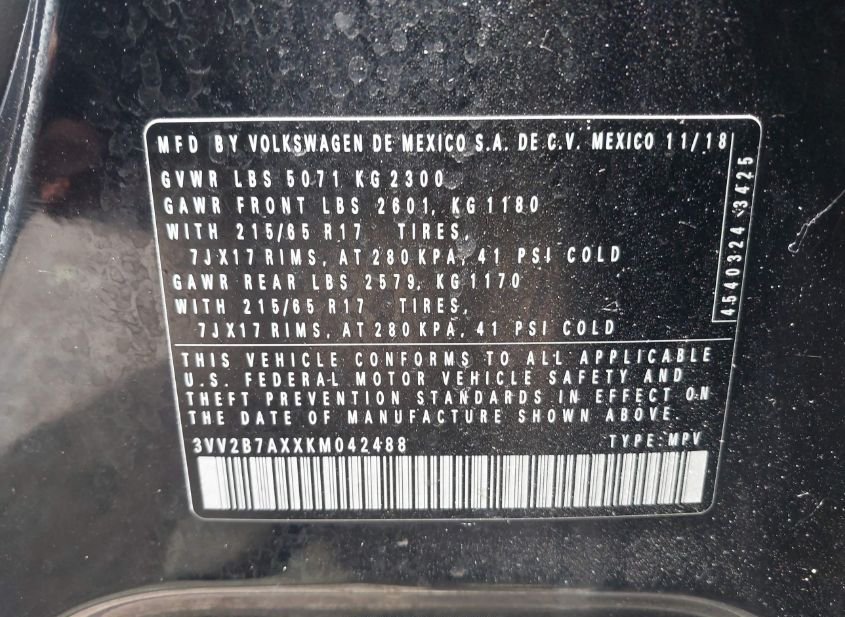 MFD BY VOLKSWAGEN DE MEXICO S.A. DE C.V. MEXICO 11/18
GVWR LBS 5071 KG 2300
GAWR FRONT LBS 2601, KG 1180
WITH 215/65 R17 TIRES,
7JX17 RIMS, AT 280 KPA, 41 PSI COLD
GAWR REAR LBS 2579, KG 1170
WITH 215/65 R17 TIRES,
7JX17 RIMS, AT 280 KPA, 41 PSI COLD
4540324 3425
THIS VEHICLE CONFORMS TO ALL APPLICABLE
U.S. FEDERAL MOTOR VEHICLE SAFETY AND
THEFT PREVENTION STANDARDS IN EFFECT ON
THE DATE OF MANUFACTURE SHOWN ABOVE.
3VV2B7AXXKM042488 TYPE: MPV